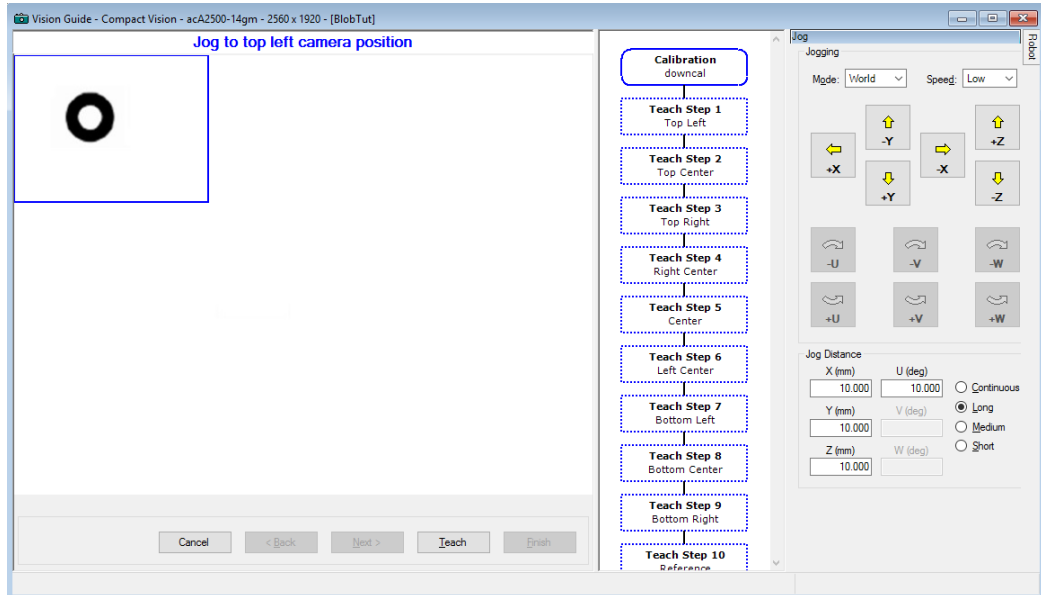 Vision Guide - Compact Vision - acA2500-14gm - 2560 x 1920 - [BlobTut]
Jog to top left camera position
Cancel
< Back
Next >
Teach
Finish
Calibration
downcal
Teach Step 1
Top Left
Teach Step 2
Top Center
Teach Step 3
Top Right
Teach Step 4
Right Center
Teach Step 5
Center
Teach Step 6
Left Center
Teach Step 7
Bottom Left
Teach Step 8
Bottom Center
Teach Step 9
Bottom Right
Teach Step 10
Reference
Jog
Robot
Jogging
Mode: World Speed: Low
-Y
+Z
+X
-X
+Y
-Z
-U -V -W
+U +V +W
Jog Distance
X (mm) U (deg)
10.000 10.000 Continuous
Y (mm) V (deg) Long
10.000 Medium
Z (mm) W (deg) Short
10.000